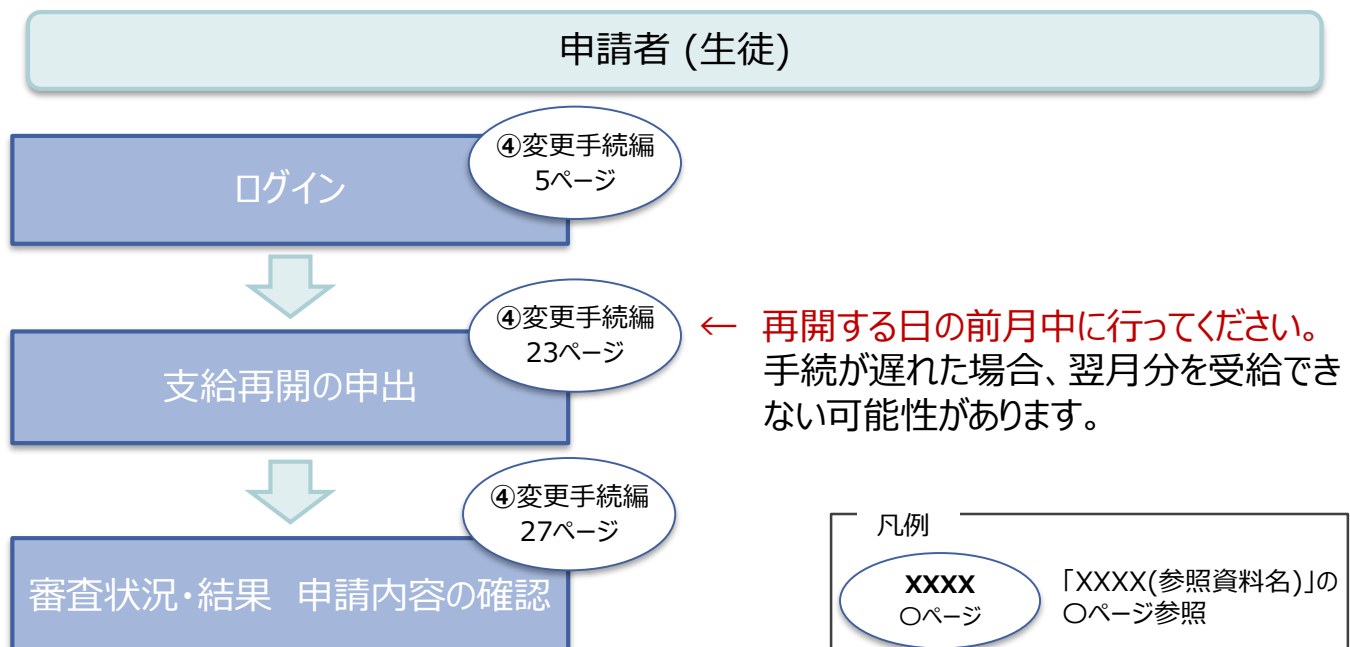 申請者 (生徒)
④変更手続編
5ページ
ログイン
④変更手続編
23ページ
支給再開の申出
← 再開する日の前月中に行ってください。
手続が遅れた場合、翌月分を受給でき
ない可能性があります。
④変更手続編
27ページ
審査状況・結果 申請内容の確認
凡例
XXXX
〇ページ
「XXXX(参照資料名)」の
〇ページ参照